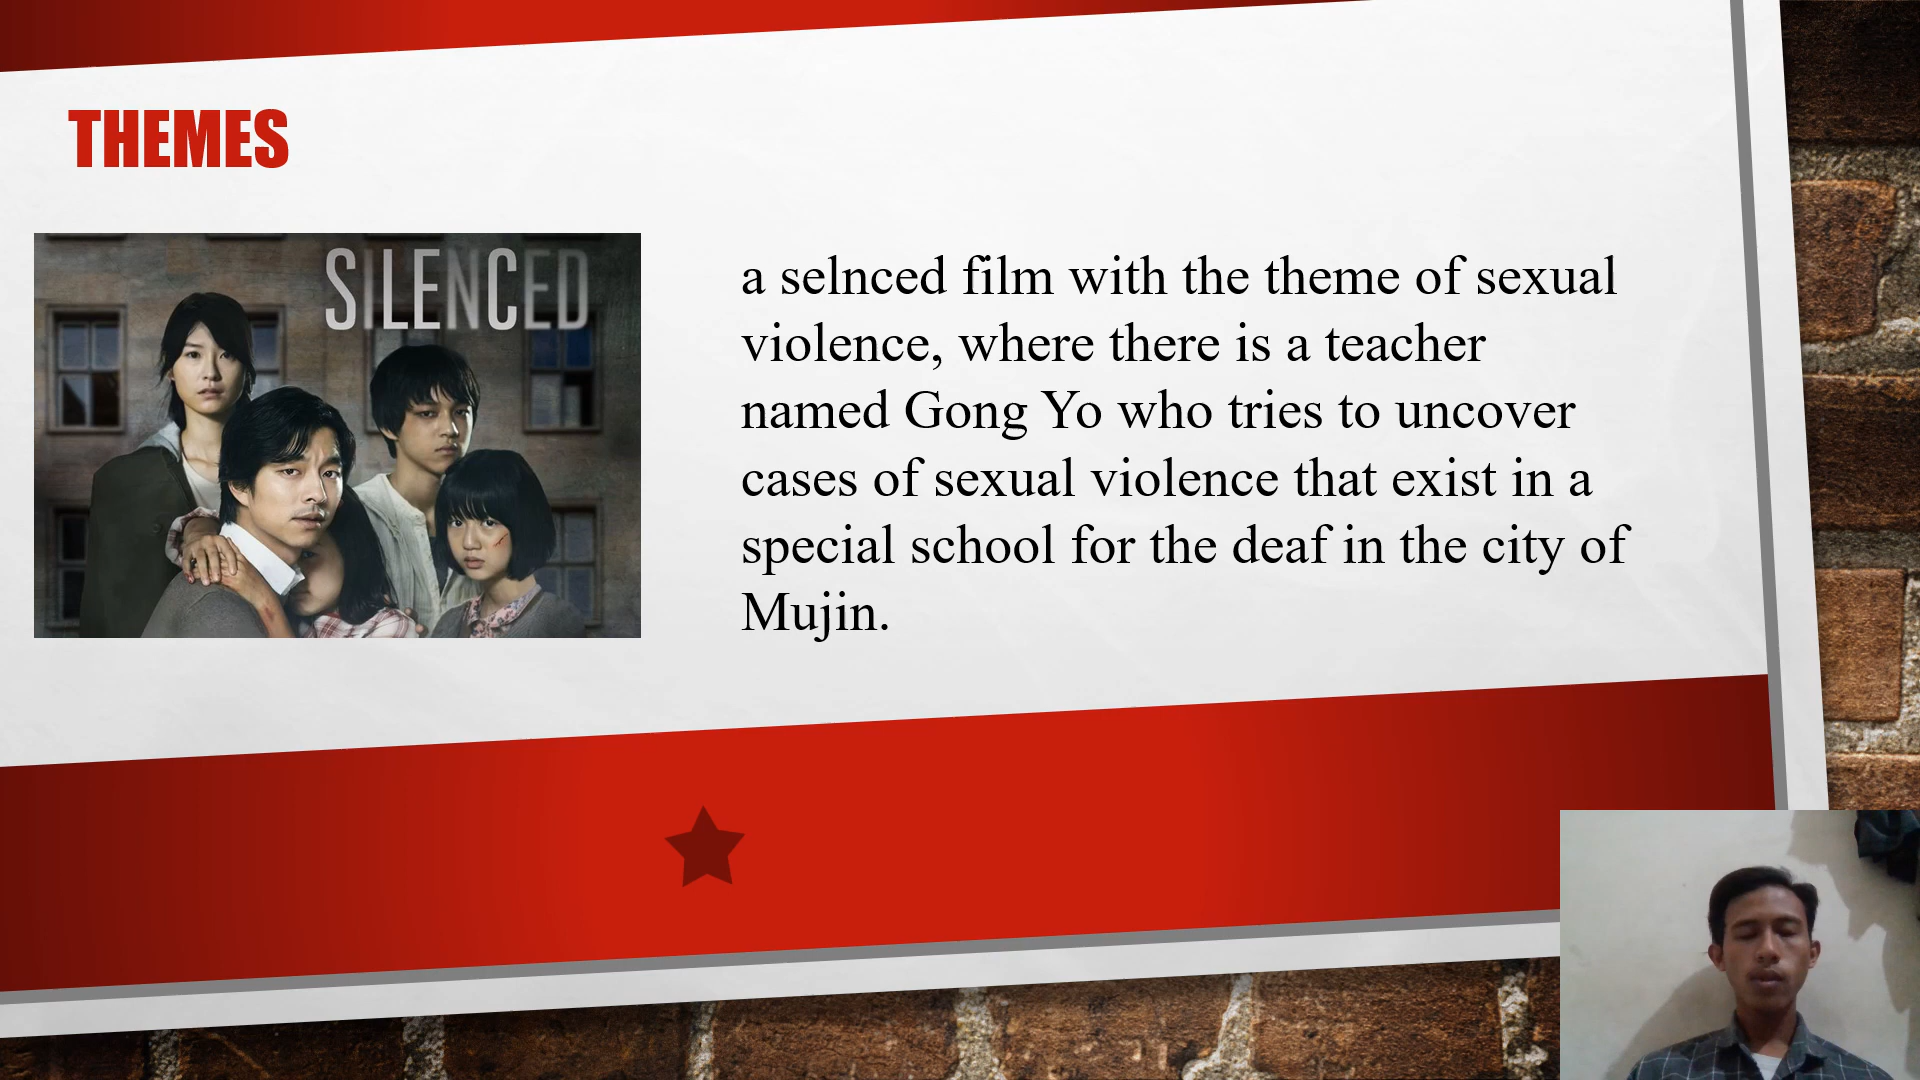 THEMES
SILENCED
a selnced film with the theme of sexual
violence, where there is a teacher
named Gong Yo who tries to uncover
cases of sexual violence that exist in a
special school for the deaf in the city of
Mujin.